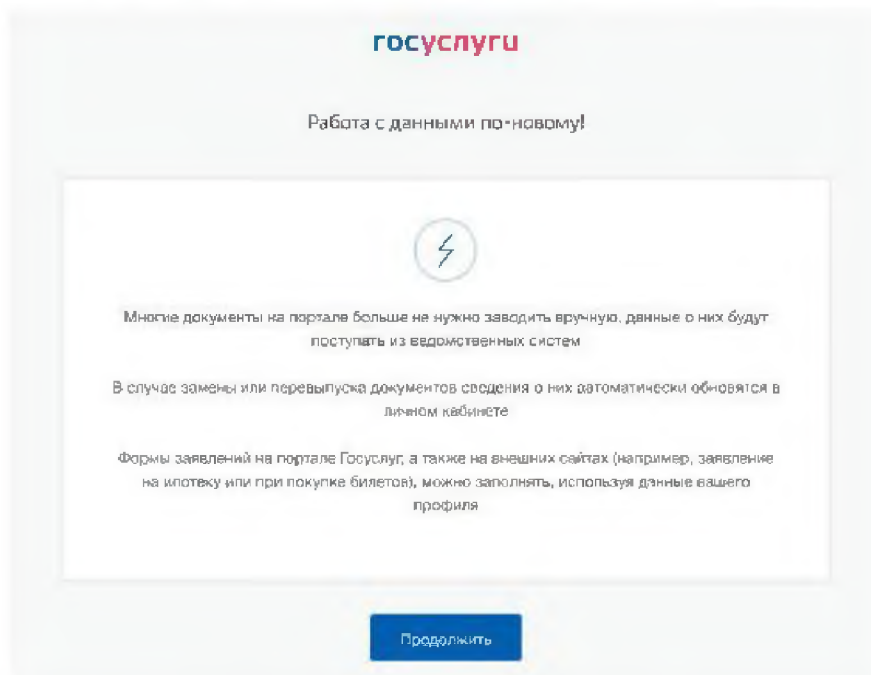 госуслуги
Работа с данными по-новому!
Многие документы на портале больше не нужно заводить вручную, данные о них будут
поступать из ведомственных систем
В случае замены или перевыпуска документов сведения о них автоматически обновятся в
личном кабинете
Формы заявлений на портале Госуслуг, а также на внешних сайтах (например, заявление
на ипотеку или при покупке билетов), можно заполнять, используя данные вашего
профиля
Продолжить